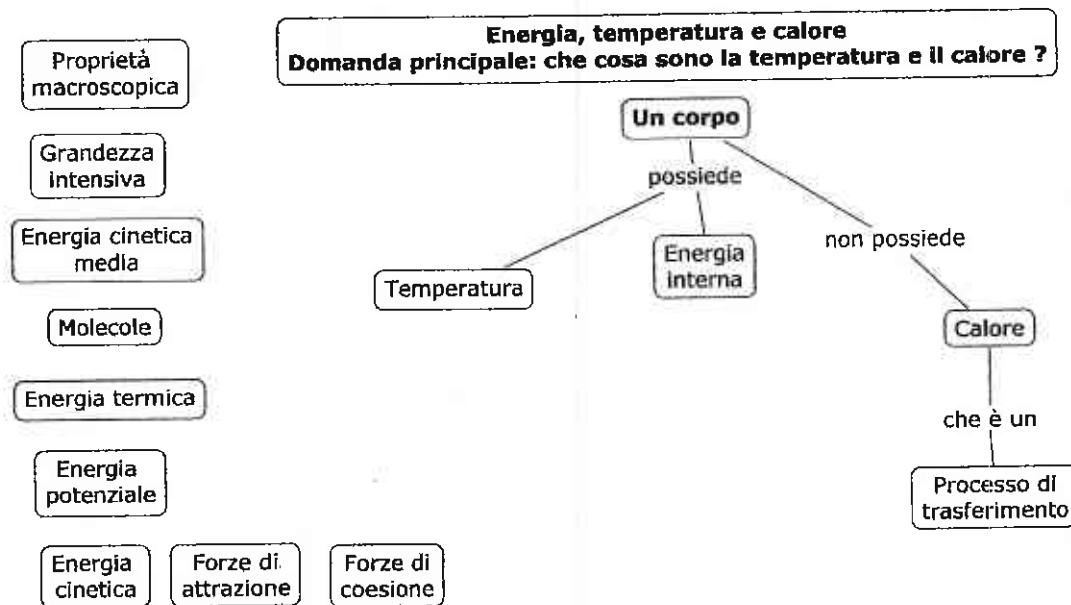 Energia, temperatura e calore
Domanda principale: che cosa sono la temperatura e il calore ?
Proprietà
macroscopica
Grandezza
intensiva
Energia cinetica
media
Molecole
Energia termica
Energia
potenziale
Energia
cinetica
Forze di
attrazione
Forze di
coesione
Un corpo
possiede
non possiede
Temperatura
Energia
interna
Calore
che è un
Processo di
trasferimento